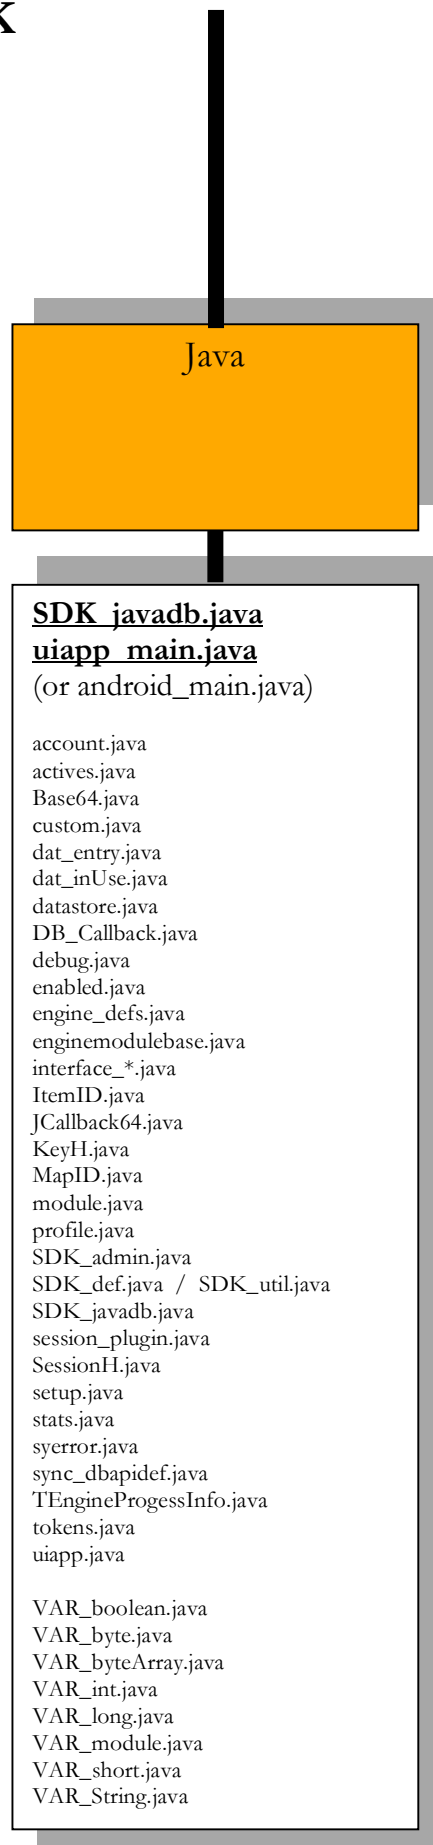 K
Java
SDK_javadb.java
uiapp_main.java
(or android_main.java)
account.java
actives.java
Base64.java
custom.java
dat_entry.java
dat_inUse.java
datastore.java
DB_Callback.java
debug.java
enabled.java
engine_defs.java
enginemodulebase.java
interface_*.java
ItemID.java
JCallback64.java
KeyH.java
MapID.java
module.java
profile.java
SDK_admin.java
SDK_def.java / SDK_util.java
SDK_javadb.java
session_plugin.java
SessionH.java
setup.java
stats.java
syerror.java
sync_dbapidef.java
TEngineProgessInfo.java
tokens.java
uiapp.java
VAR_boolean.java
VAR_byte.java
VAR_byteArray.java
VAR_int.java
VAR_long.java
VAR_module.java
VAR_short.java
VAR_String.java